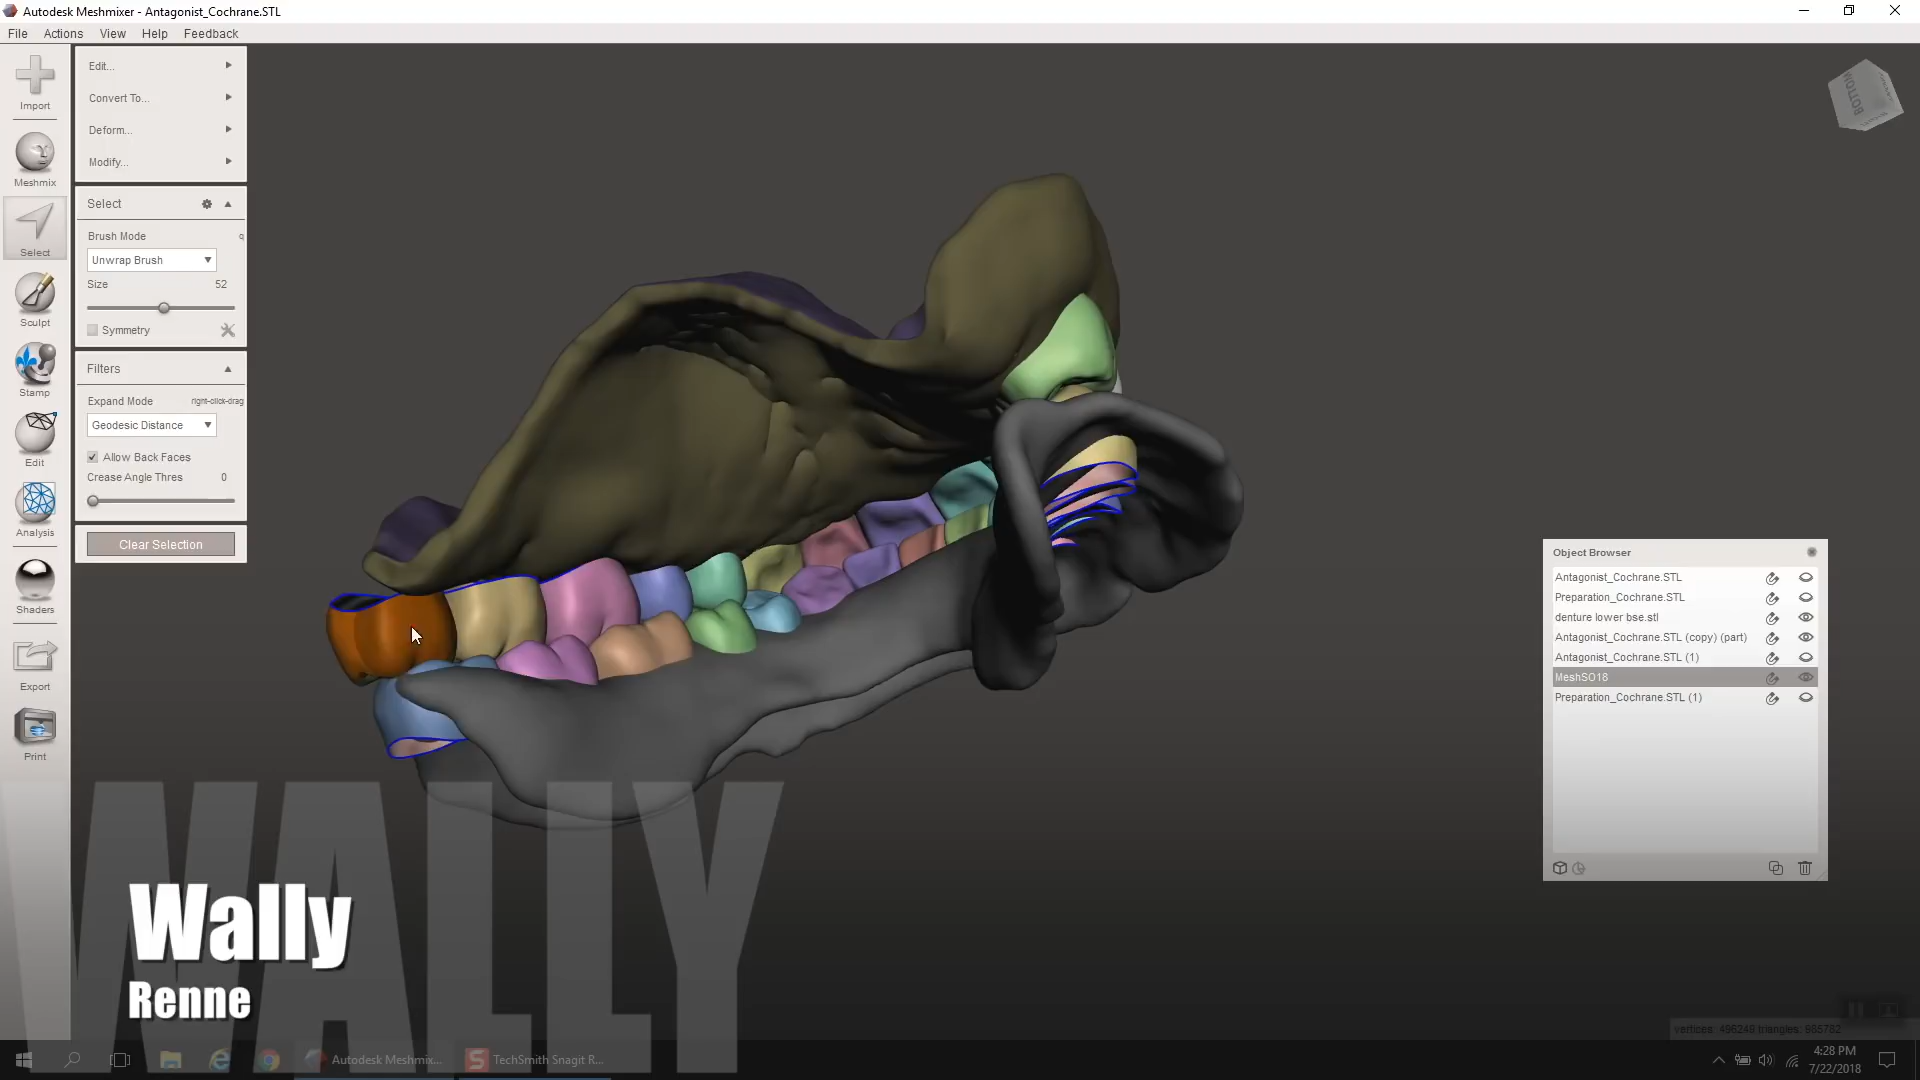 Autodesk Meshmixer - Antagonist_Cochrane.STL
File Actions View Help Feedback
Import
Meshmix
Select
Sculpt
Stamp
Edit
Analysis
Shaders
Export
Print
Edit...
Convert To...
Deform...
Modify...
Select
Brush Mode q
Unwrap Brush
Size 52
Symmetry
Filters
Expand Mode right-click-drag
Geodesic Distance
Allow Back Faces
Crease Angle Thres 0
Clear Selection
BOTTOM
Object Browser
Antagonist_Cochrane.STL
Preparation_Cochrane.STL
denture lower bse.stl
Antagonist_Cochrane.STL (copy) (part)
Antagonist_Cochrane.STL (1)
MeshSO18
Preparation_Cochrane.STL (1)
WALLY
Wally
Renne
Autodesk Meshmix...
TechSmith Snagit R...
4:28 PM
7/22/2018